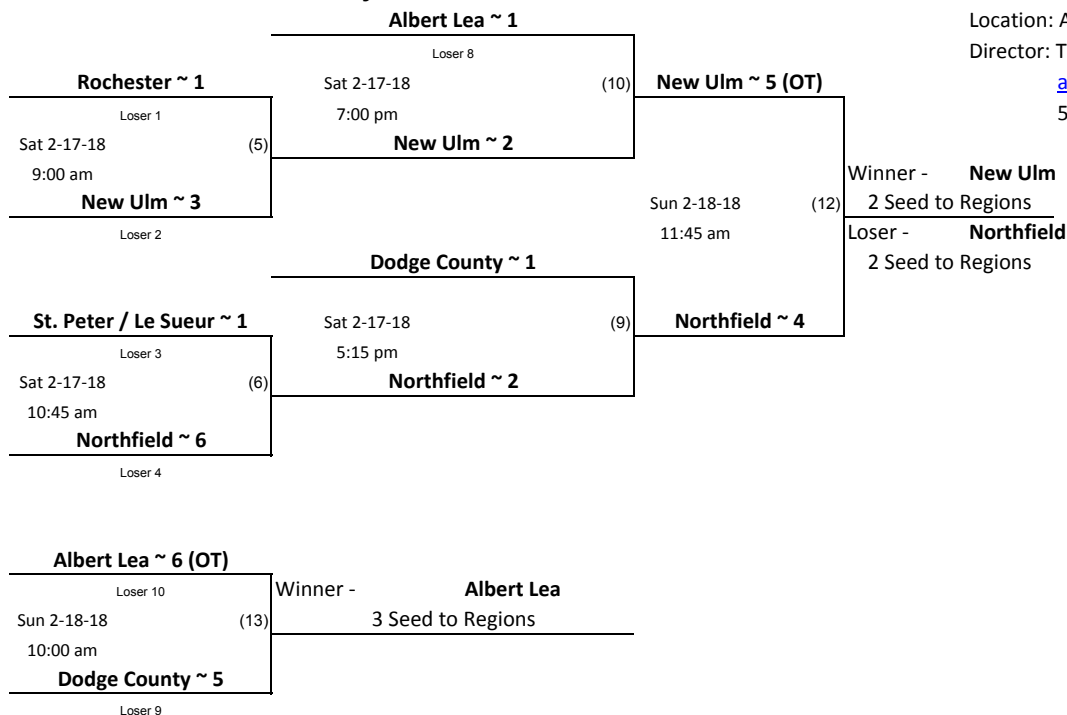 Albert Lea ~ 1
Location: A
Loser 8
Director: T
Rochester ~ 1
Sat 2-17-18
(10)
New Ulm ~ 5 (OT)
a
Loser 1
7:00 pm
5
Sat 2-17-18
(5)
New Ulm ~ 2
9:00 am
Winner - New Ulm
New Ulm ~ 3
Sun 2-18-18
(12)
2 Seed to Regions
Loser 2
11:45 am
Loser - Northfield
Dodge County ~ 1
2 Seed to Regions
St. Peter / Le Sueur ~ 1
Sat 2-17-18
(9)
Northfield ~ 4
Loser 3
5:15 pm
Sat 2-17-18
(6)
Northfield ~ 2
10:45 am
Northfield ~ 6
Loser 4
Albert Lea ~ 6 (OT)
Loser 10
Winner - Albert Lea
Sun 2-18-18
(13)
3 Seed to Regions
10:00 am
Dodge County ~ 5
Loser 9